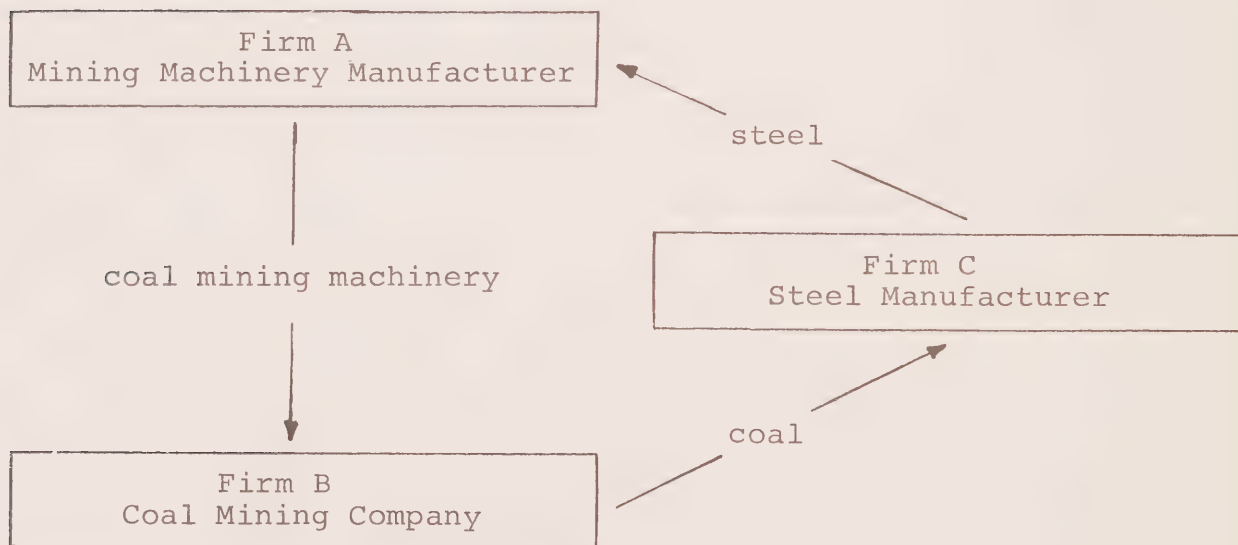 Firm A
Mining Machinery Manufacturer
steel
coal mining machinery
Firm C
Steel Manufacturer
coal
Firm B
Coal Mining Company